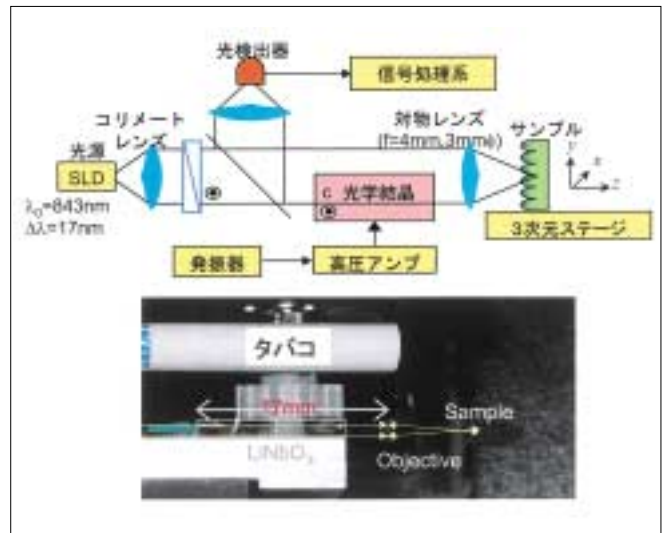 光検出器
信号処理系
コリメート
レンズ
対物レンズ
(f=4mm,3mmφ)
サンプル
光源
SLD
λ₀=843nm
Δλ=17nm
y
x
z
c 光学結晶
3次元ステージ
発振器
高圧アンプ
タバコ
17mm
Sample
LiNbO₃
Objective